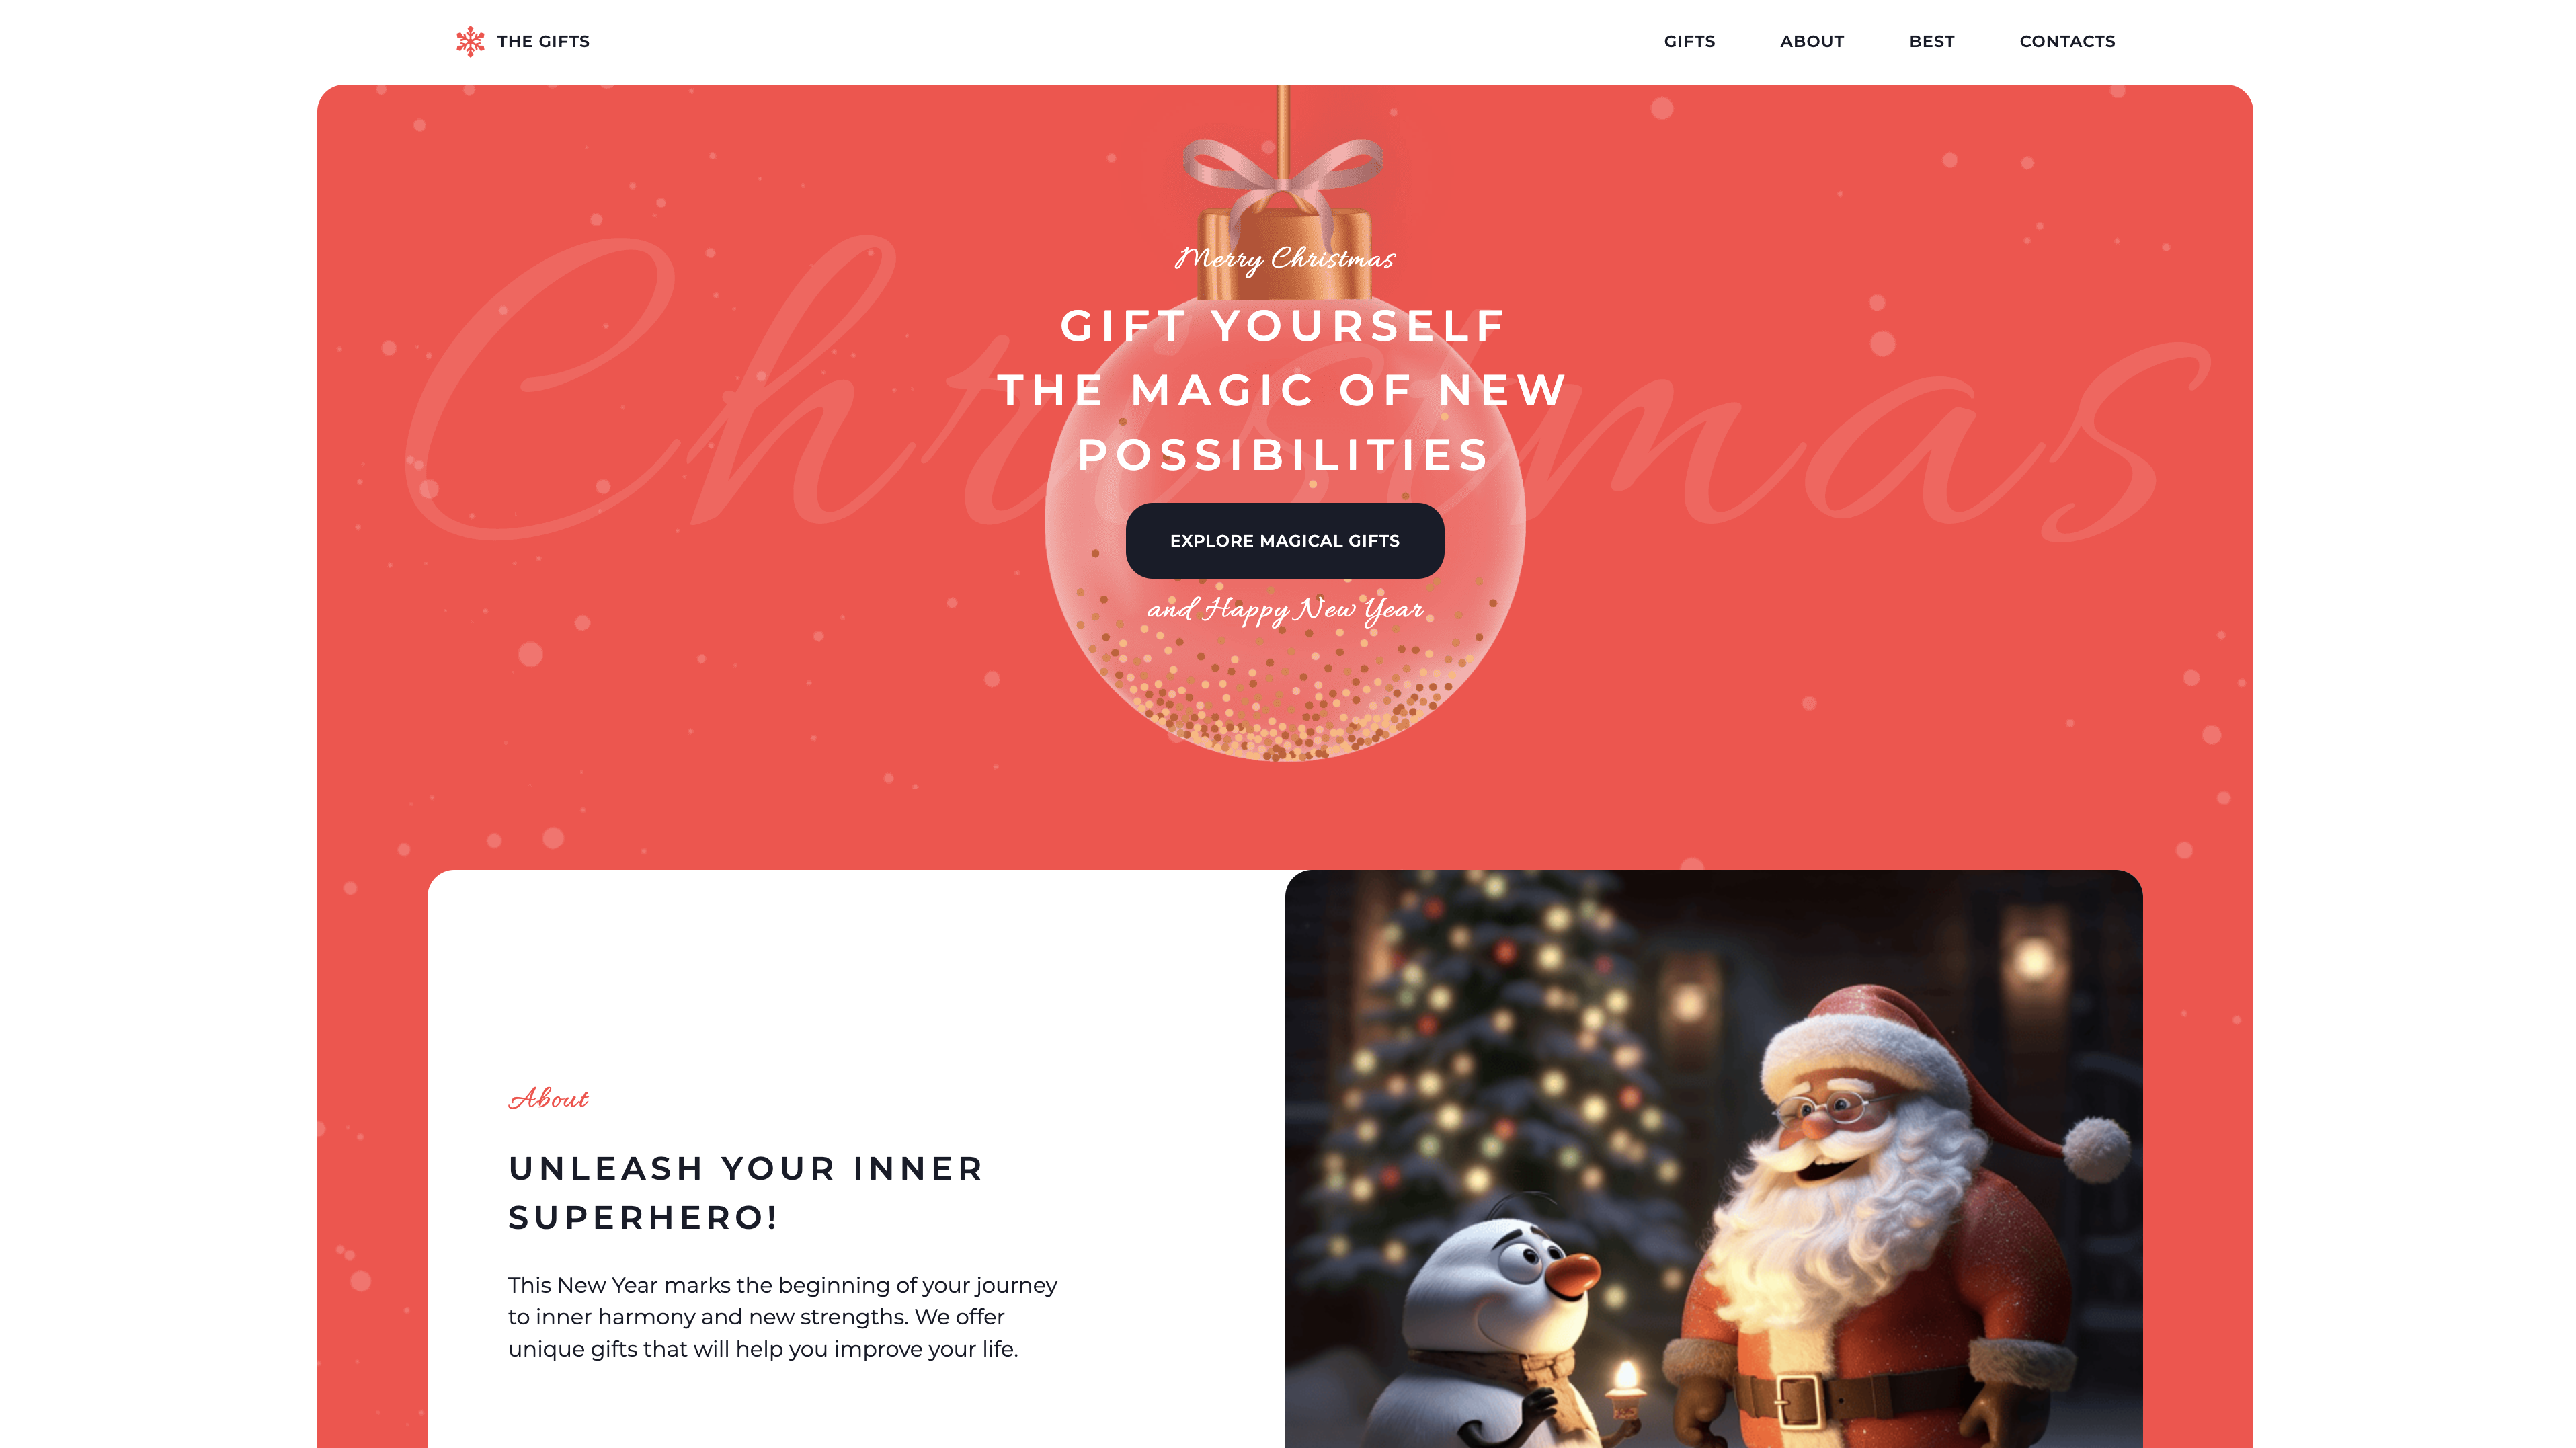 THE GIFTS
GIFTS
ABOUT
BEST
CONTACTS
Christmas
Merry Christmas
GIFT YOURSELF
THE MAGIC OF NEW
POSSIBILITIES
EXPLORE MAGICAL GIFTS
and Happy New Year
About
UNLEASH YOUR INNER
SUPERHERO!
This New Year marks the beginning of your journey
to inner harmony and new strengths. We offer
unique gifts that will help you improve your life.